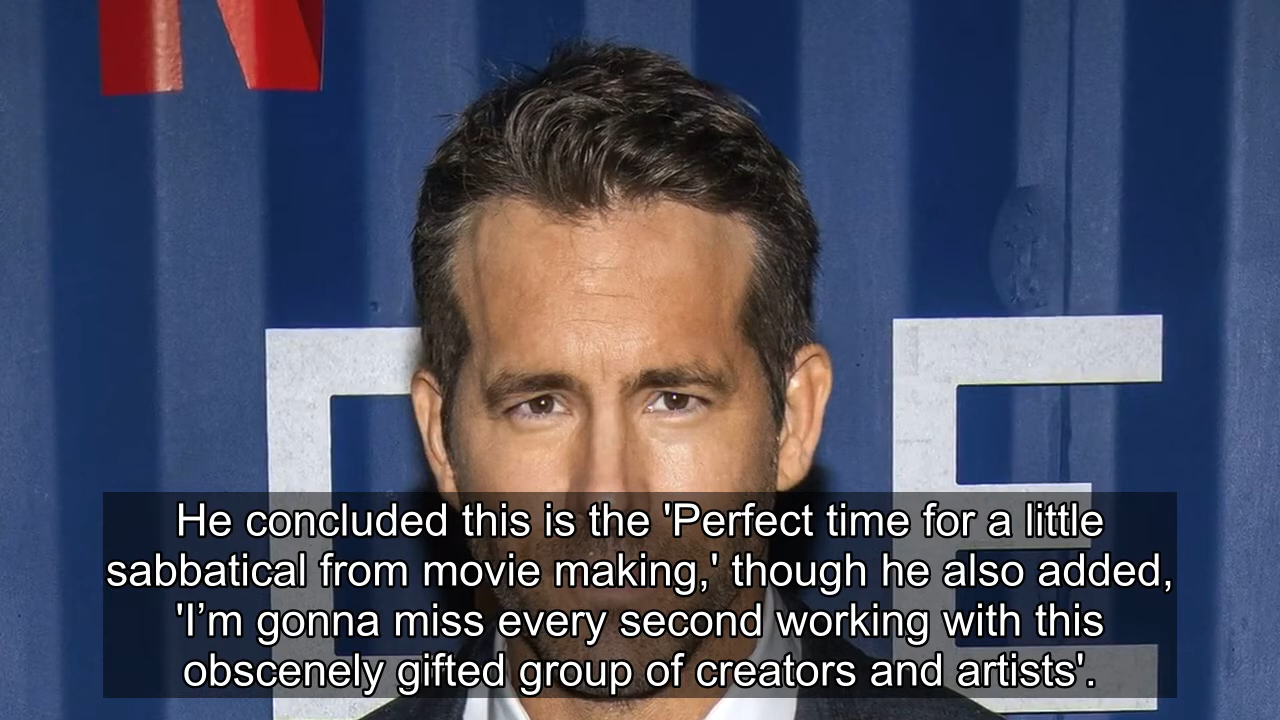 N
E
He concluded this is the 'Perfect time for a little
sabbatical from movie making,' though he also added,
'I’m gonna miss every second working with this
obscenely gifted group of creators and artists'.